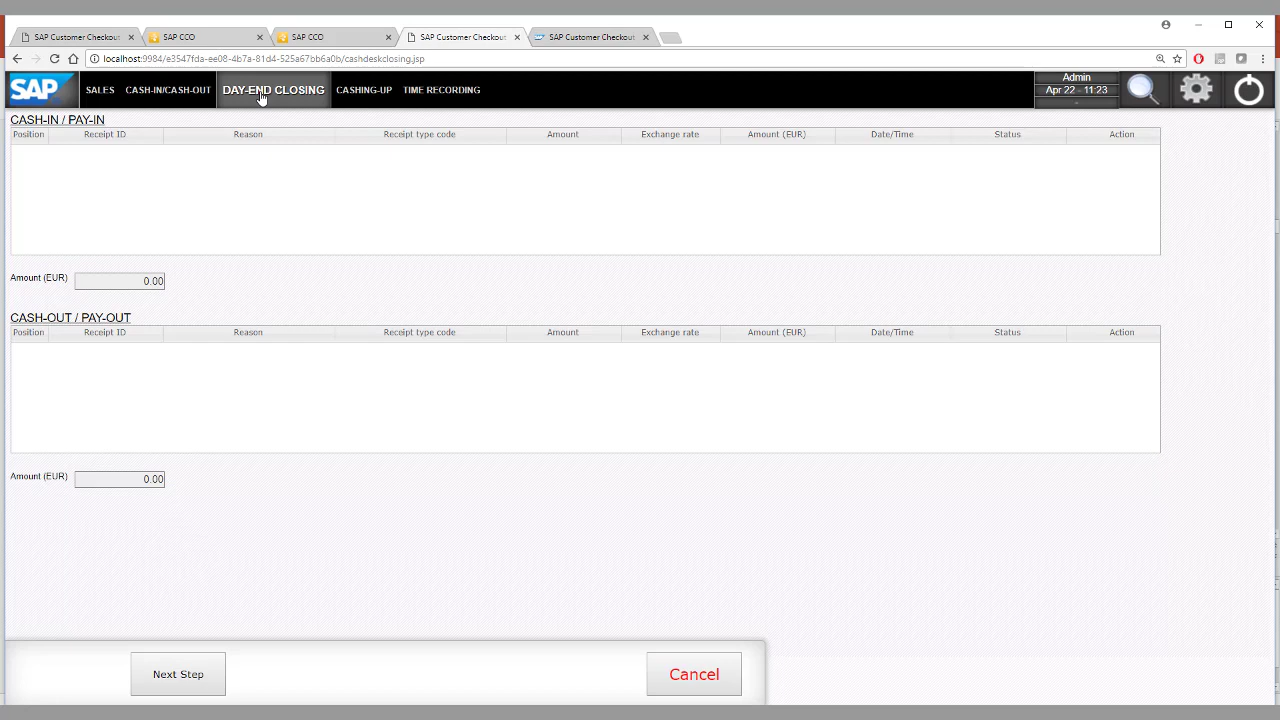 SAP Customer Checkout
SAP CCO
SAP CCO
SAP Customer Checkout
SAP Customer Checkout
localhost:9984/e3547fda-ee08-4b7a-81d4-525a67bb6a0b/cashdeskclosing.jsp
SAP
SALES CASH-IN/CASH-OUT DAY-END CLOSING CASHING-UP TIME RECORDING
Admin
Apr 22 - 11:23
-
CASH-IN / PAY-IN
Position Receipt ID Reason Receipt type code Amount Exchange rate Amount (EUR) Date/Time Status Action
Amount (EUR) 0.00
CASH-OUT / PAY-OUT
Position Receipt ID Reason Receipt type code Amount Exchange rate Amount (EUR) Date/Time Status Action
Amount (EUR) 0.00
Next Step
Cancel